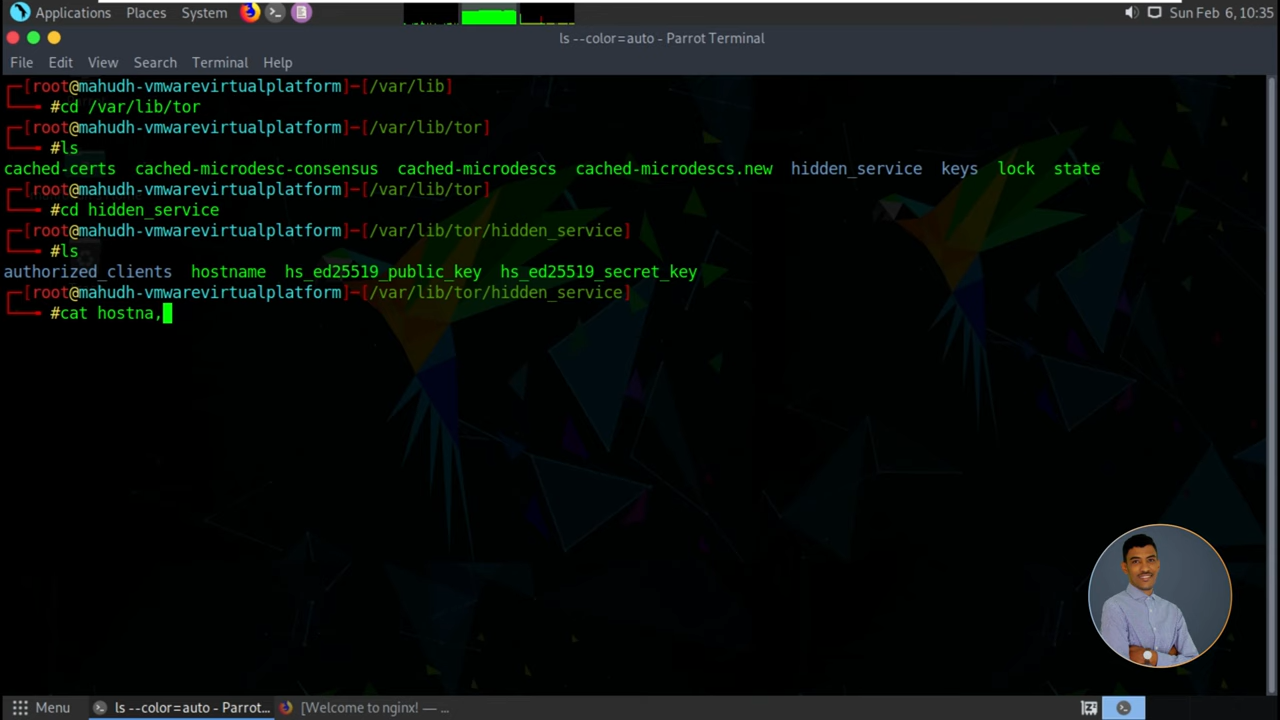 Applications Places System Sun Feb 6, 10:35
ls --color=auto - Parrot Terminal
File Edit View Search Terminal Help
┌─[root@mahudh-vmwarevirtualplatform]─[/var/lib]
└──╼ #cd /var/lib/tor
┌─[root@mahudh-vmwarevirtualplatform]─[/var/lib/tor]
└──╼ #ls
cached-certs cached-microdesc-consensus cached-microdescs cached-microdescs.new hidden_service keys lock state
┌─[root@mahudh-vmwarevirtualplatform]─[/var/lib/tor]
└──╼ #cd hidden_service
┌─[root@mahudh-vmwarevirtualplatform]─[/var/lib/tor/hidden_service]
└──╼ #ls
authorized_clients hostname hs_ed25519_public_key hs_ed25519_secret_key
┌─[root@mahudh-vmwarevirtualplatform]─[/var/lib/tor/hidden_service]
└──╼ #cat hostna,
Menu ls --color=auto - Parrot... [Welcome to nginx! — ...